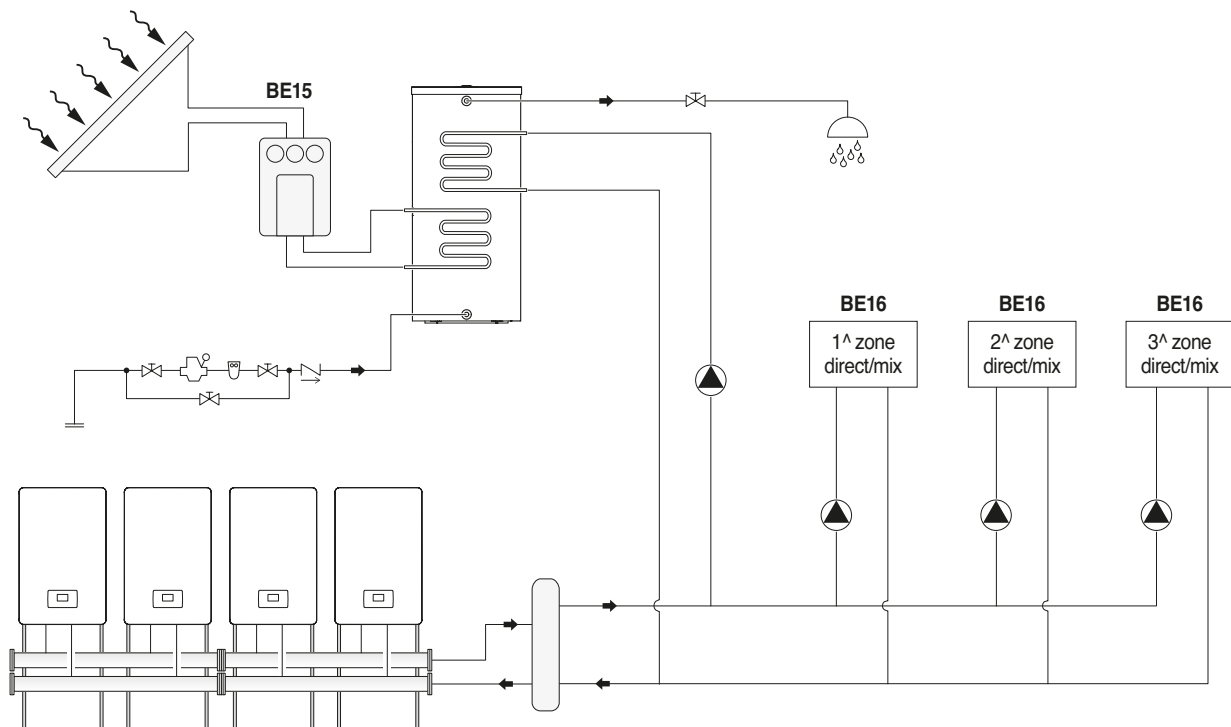 BE15
BE16
BE16
BE16
1^ zone
direct/mix
2^ zone
direct/mix
3^ zone
direct/mix